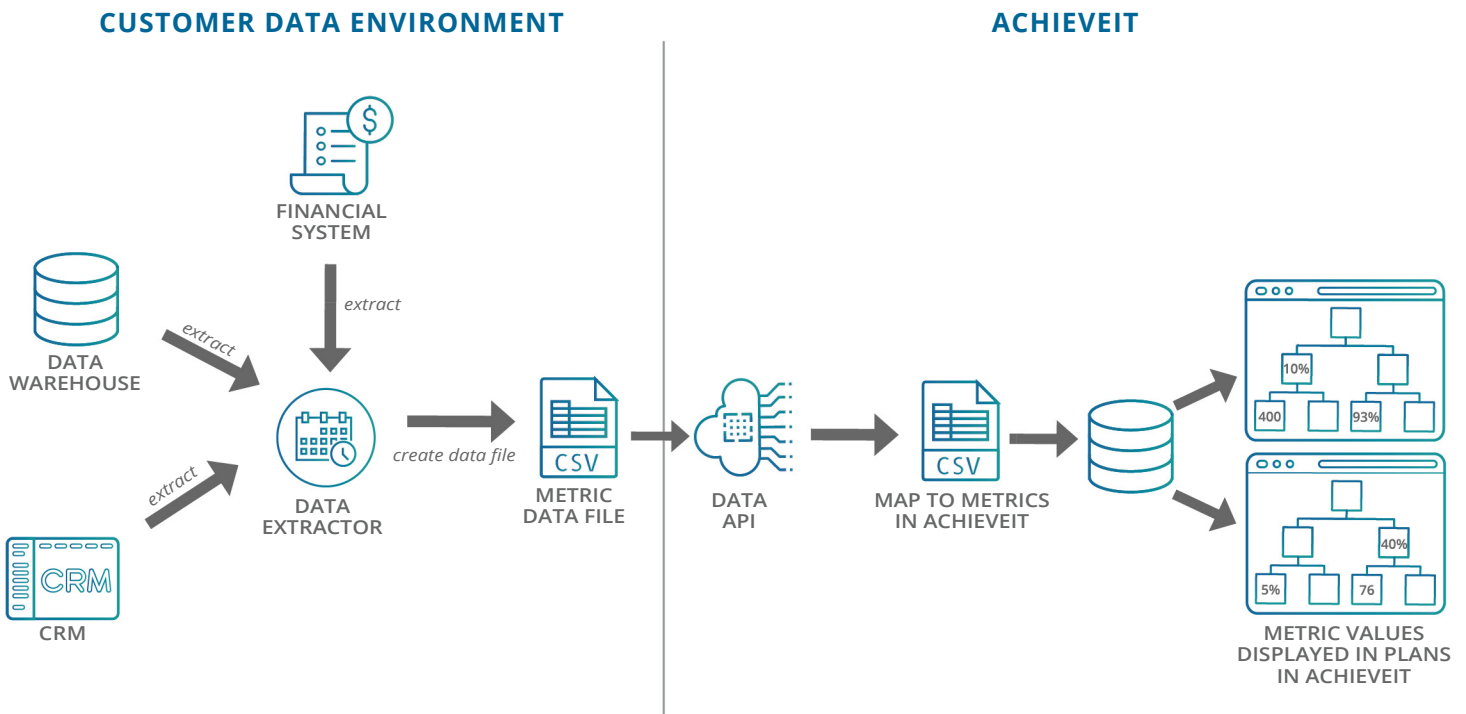 CUSTOMER DATA ENVIRONMENT
ACHIEVEIT
$
FINANCIAL
SYSTEM
extract
DATA
WAREHOUSE
extract
CRM
CRM
extract
DATA
EXTRACTOR
create data file
CSV
METRIC
DATA FILE
DATA
API
CSV
MAP TO METRICS
IN ACHIEVEIT
10%
400
93%
40%
5%
76
METRIC VALUES
DISPLAYED IN PLANS
IN ACHIEVEIT